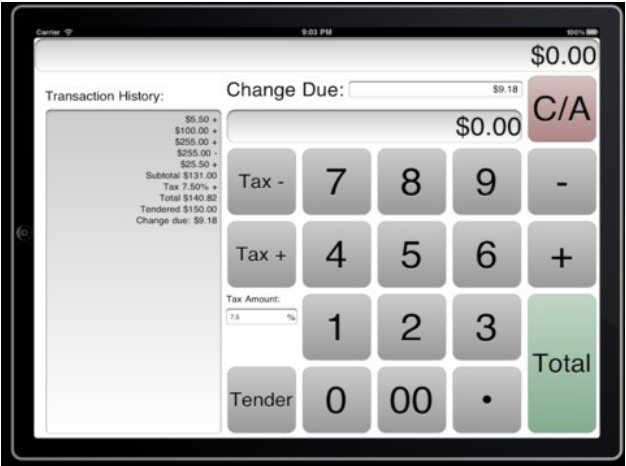 Carrier 9:03 PM 100%
$0.00
Transaction History:
Change Due: $9.18
C/A
$0.00
$5.50 +
$100.00 +
$255.00 +
$255.00 -
$25.50 +
Subtotal $131.00
Tax 7.50% +
Total $140.82
Tendered $150.00
Change due: $9.18
Tax - 7 8 9 -
Tax + 4 5 6 +
Tax Amount:
7.5 %
1 2 3
Total
Tender 0 00 •